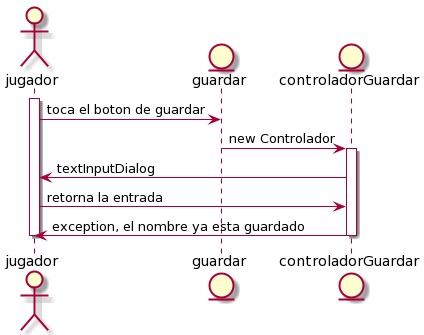 jugador guardar controladorGuardar
toca el boton de guardar
new Controlador
textInputDialog
retorna la entrada
exception, el nombre ya esta guardado
jugador guardar controladorGuardar